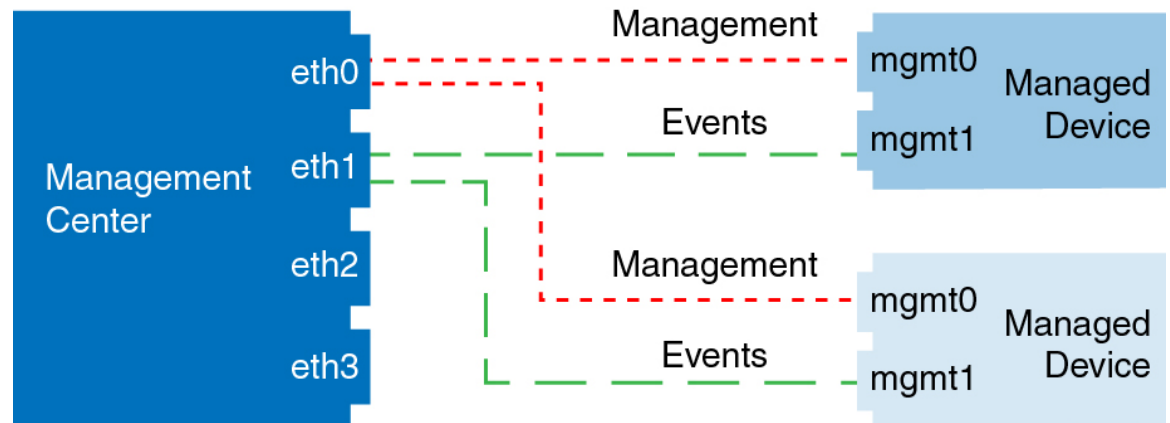 Management
Center
eth0
eth1
eth2
eth3
Management
Events
mgmt0
mgmt1
Managed
Device
Management
Events
mgmt0
mgmt1
Managed
Device